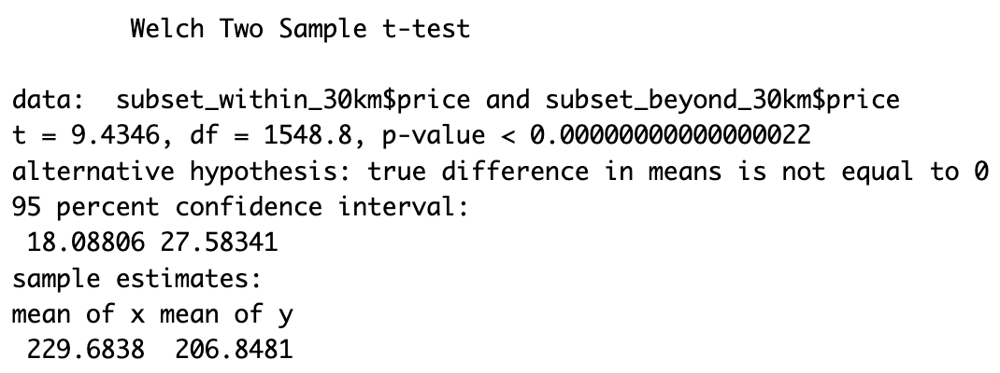 Welch Two Sample t-test
data: subset_within_30km$price and subset_beyond_30km$price
t = 9.4346, df = 1548.8, p-value < 0.00000000000000022
alternative hypothesis: true difference in means is not equal to 0
95 percent confidence interval:
18.08806 27.58341
sample estimates:
mean of x mean of y
229.6838 206.8481